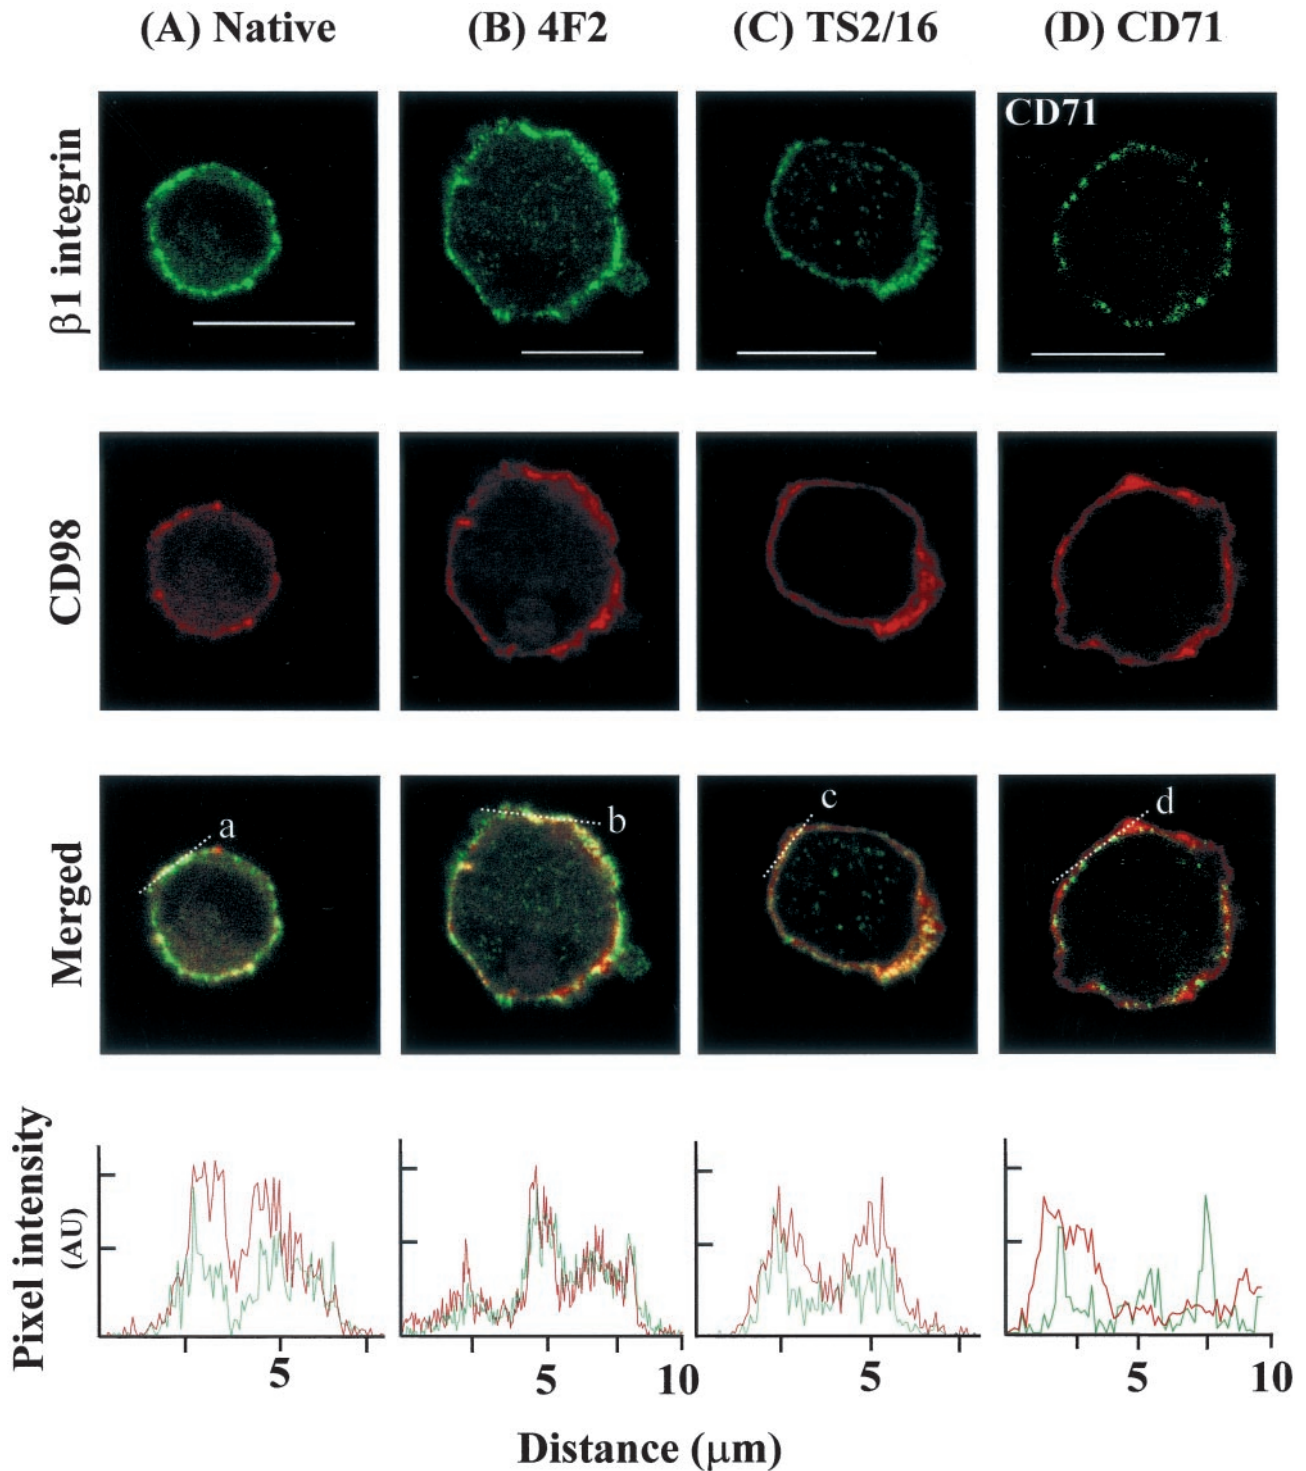 (A) Native (B) 4F2 (C) TS2/16 (D) CD71
β1 integrin
CD71
CD98
Merged
a
b
c
d
Pixel intensity
(AU)
5 5 10 5 5 10
Distance (μm)